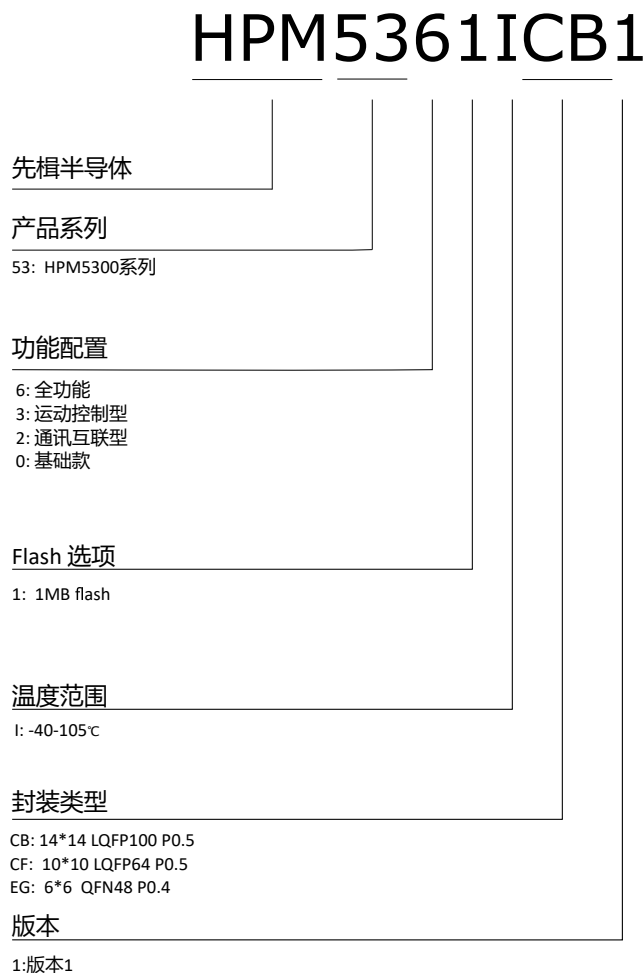 HPM5361ICB1
先楫半导体
产品系列
53: HPM5300系列
功能配置
6: 全功能
3: 运动控制型
2: 通讯互联型
0: 基础款
Flash 选项
1: 1MB flash
温度范围
I: -40-105℃
封装类型
CB: 14*14 LQFP100 P0.5
CF: 10*10 LQFP64 P0.5
EG: 6*6 QFN48 P0.4
版本
1:版本1